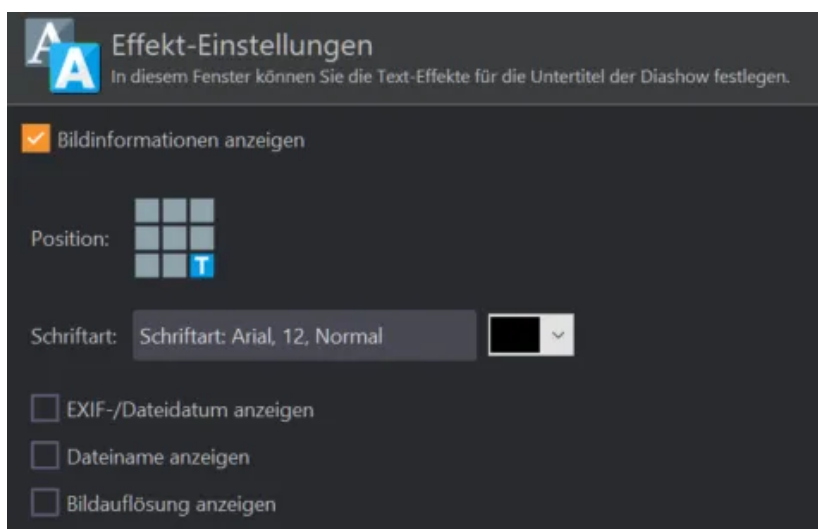 Effekt-Einstellungen
In diesem Fenster können Sie die Text-Effekte für die Untertitel der Diashow festlegen.
Bildinformationen anzeigen
Position:
T
Schriftart: Schriftart: Arial, 12, Normal
EXIF-/Dateidatum anzeigen
Dateiname anzeigen
Bildauflösung anzeigen